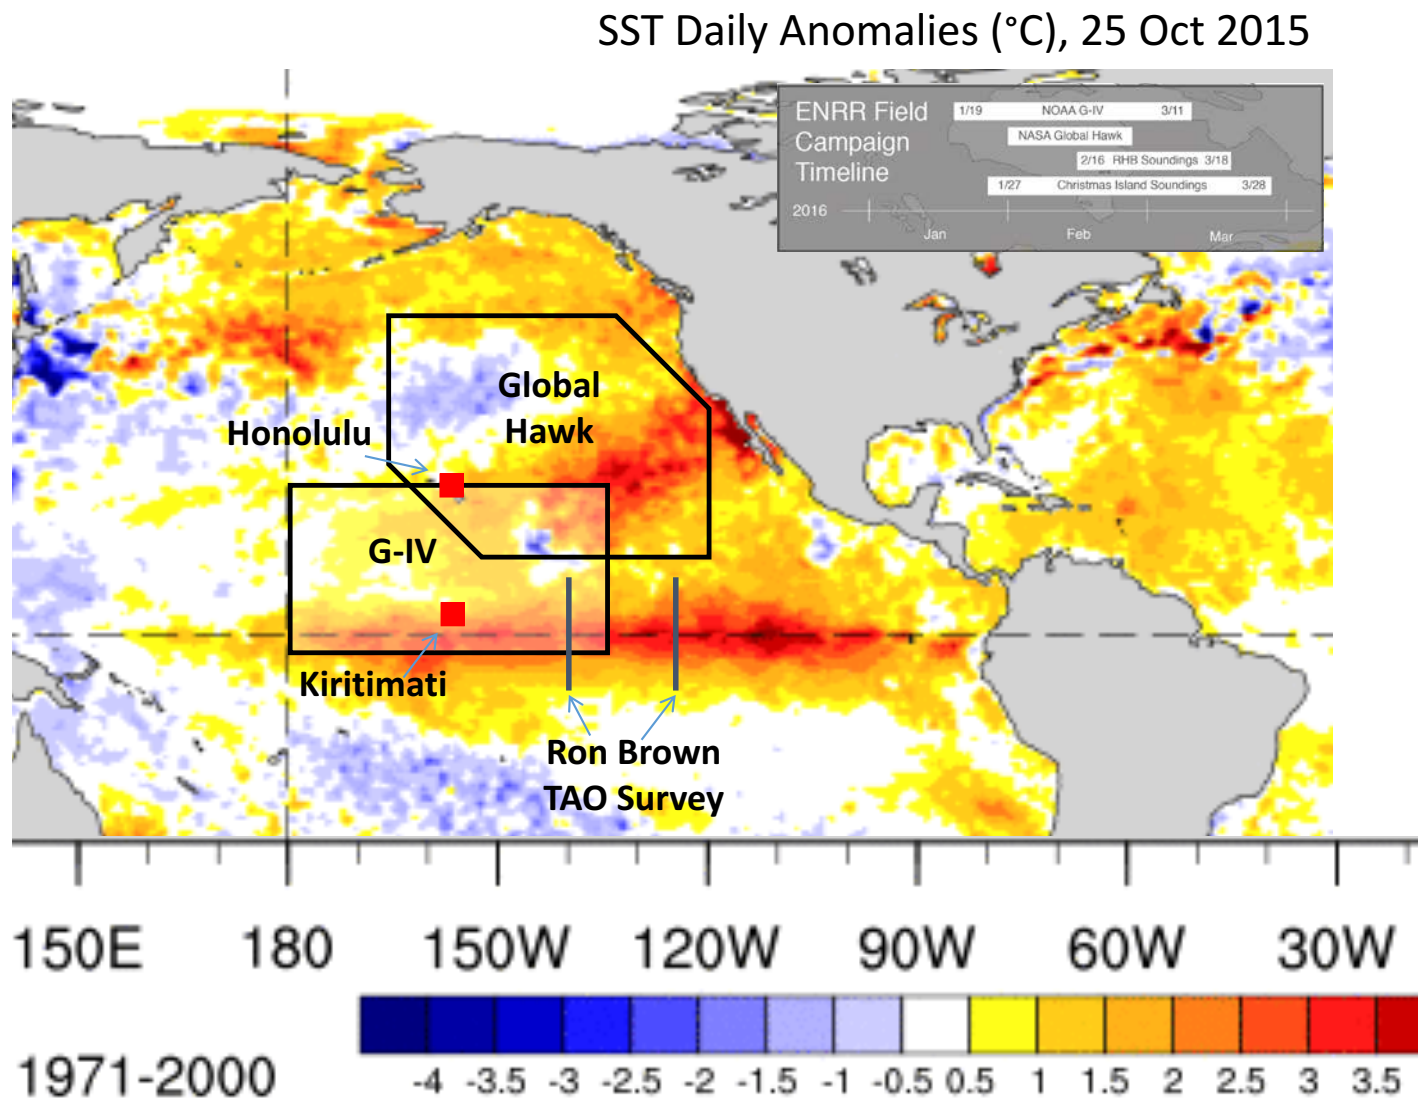 SST Daily Anomalies (°C), 25 Oct 2015
ENRR Field
Campaign
Timeline
1/19 NOAA G-IV 3/11
NASA Global Hawk
2/16 RHB Soundings 3/18
1/27 Christmas Island Soundings 3/28
2016
Jan Feb Mar
Global
Hawk
Honolulu
G-IV
Kiritimati
Ron Brown
TAO Survey
150E 180 150W 120W 90W 60W 30W
1971-2000
-4 -3.5 -3 -2.5 -2 -1.5 -1 -0.5 0.5 1 1.5 2 2.5 3 3.5